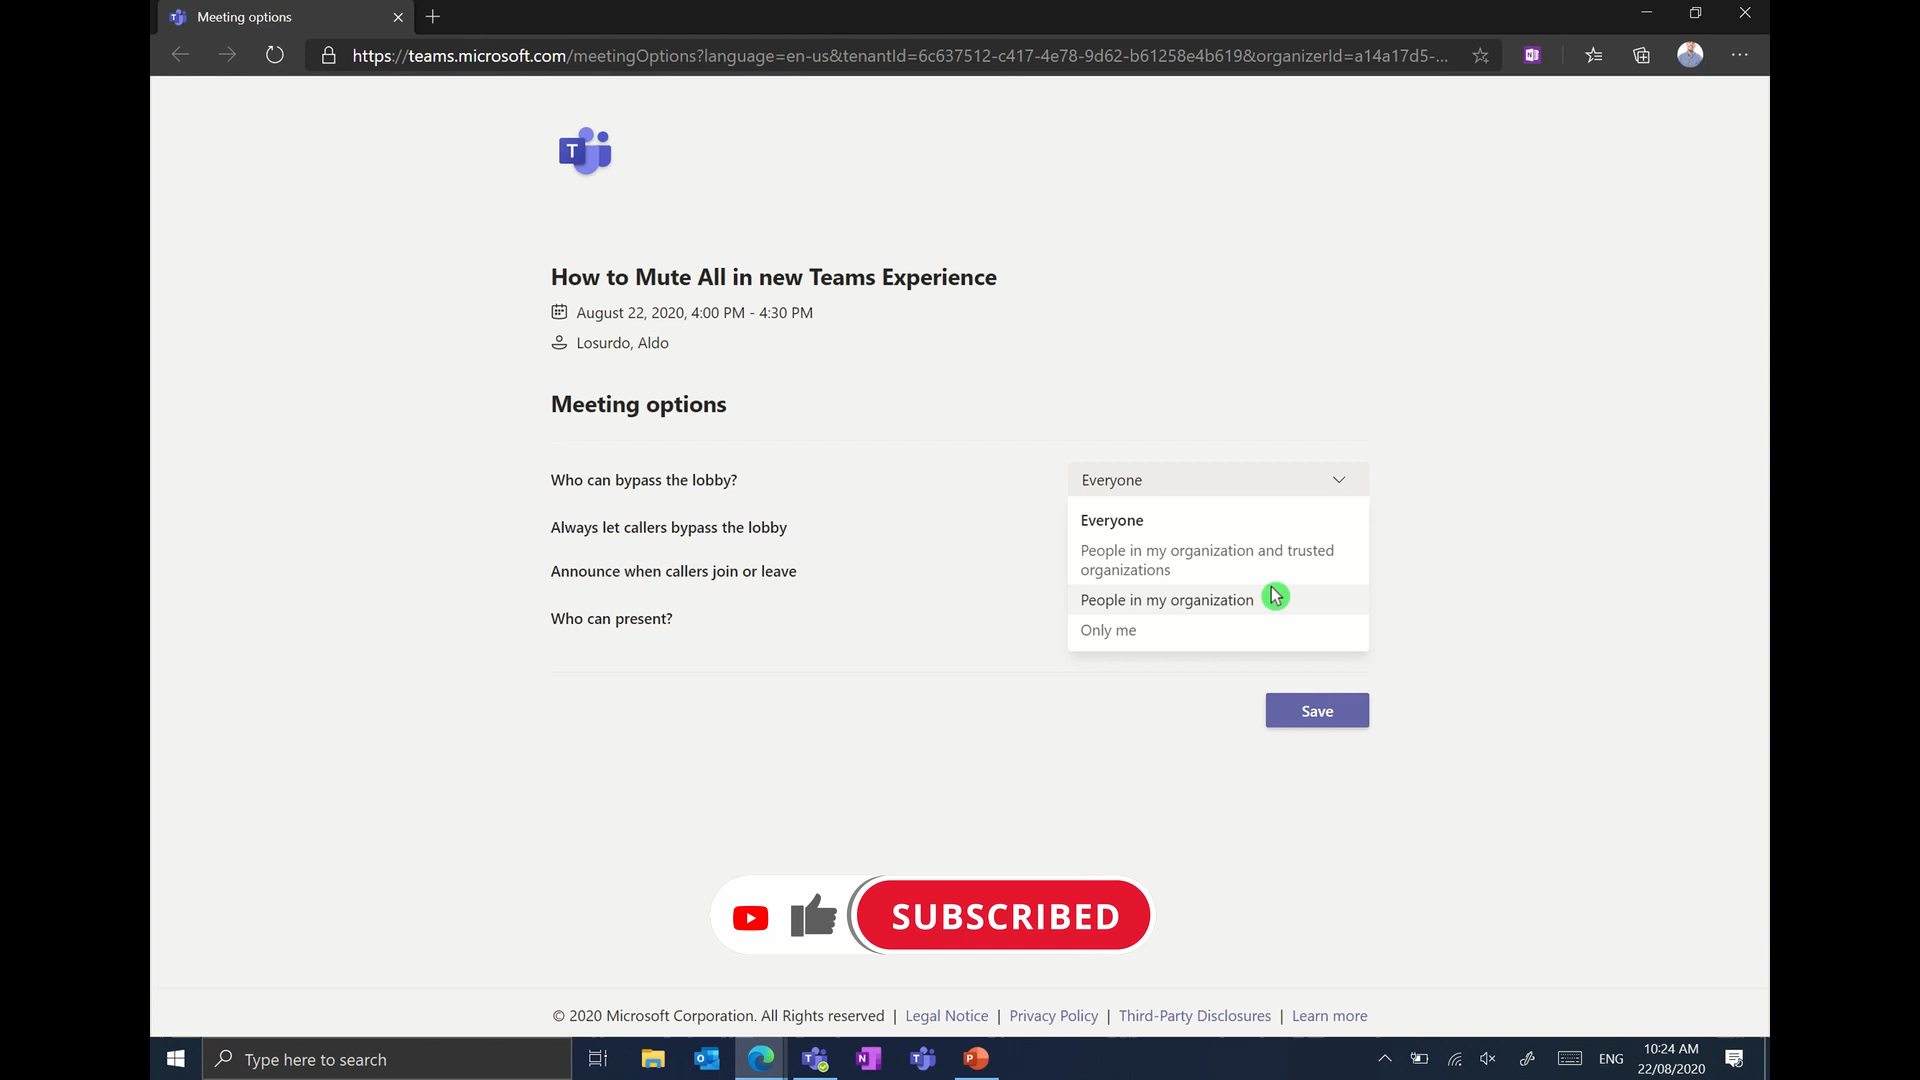 Meeting options
https://teams.microsoft.com/meetingOptions?language=en-us&tenantId=6c637512-c417-4e78-9d62-b61258e4b619&organizerId=a14a17d5-...
T
How to Mute All in new Teams Experience
August 22, 2020, 4:00 PM - 4:30 PM
Losurdo, Aldo
Meeting options
Who can bypass the lobby?
Everyone
Always let callers bypass the lobby
Announce when callers join or leave
Who can present?
Everyone
People in my organization and trusted
organizations
People in my organization
Only me
Save
SUBSCRIBED
© 2020 Microsoft Corporation. All Rights reserved | Legal Notice | Privacy Policy | Third-Party Disclosures | Learn more
Type here to search
ENG
10:24 AM
22/08/2020